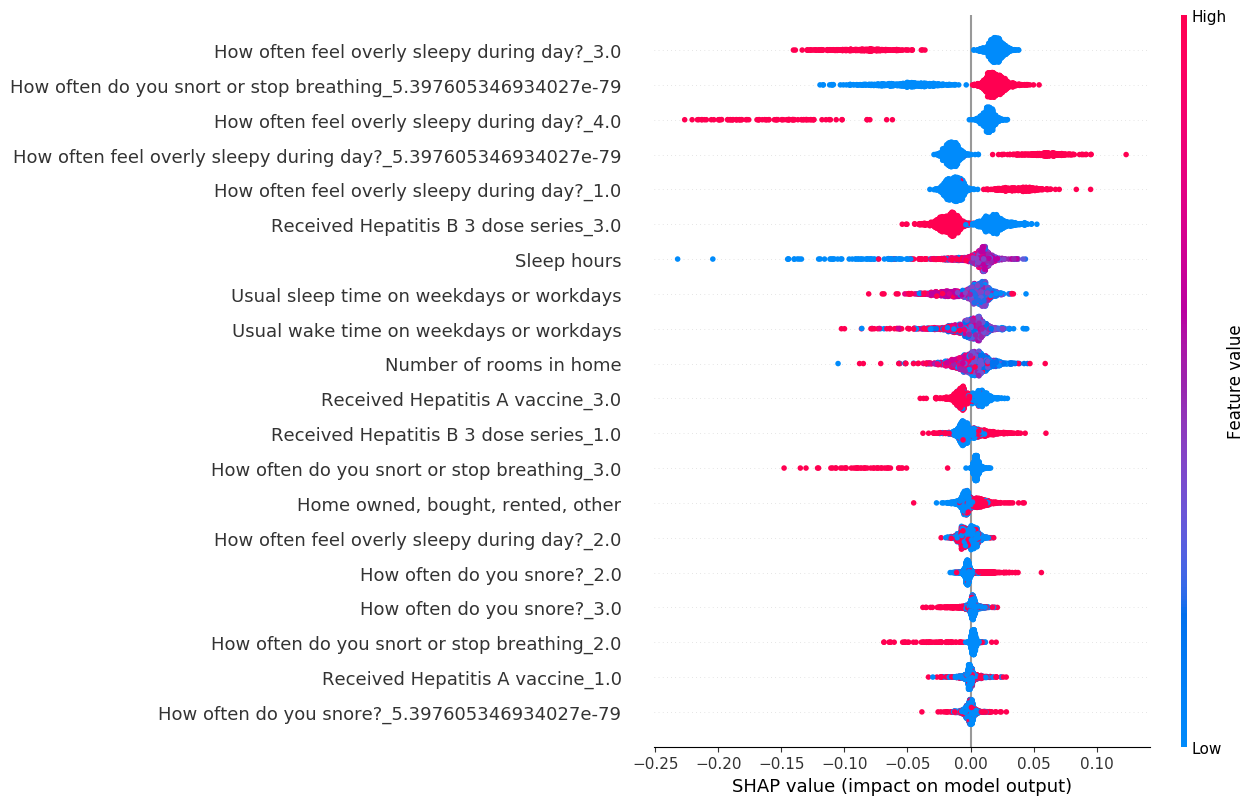 High
How often feel overly sleepy during day?_3.0
How often do you snort or stop breathing_5.397605346934027e-79
How often feel overly sleepy during day?_4.0
How often feel overly sleepy during day?_5.397605346934027e-79
How often feel overly sleepy during day?_1.0
Received Hepatitis B 3 dose series_3.0
Sleep hours
Usual sleep time on weekdays or workdays
Usual wake time on weekdays or workdays
Number of rooms in home
Received Hepatitis A vaccine_3.0
Received Hepatitis B 3 dose series_1.0
How often do you snort or stop breathing_3.0
Home owned, bought, rented, other
How often feel overly sleepy during day?_2.0
How often do you snore?_2.0
How often do you snore?_3.0
How often do you snort or stop breathing_2.0
Received Hepatitis A vaccine_1.0
How often do you snore?_5.397605346934027e-79
Feature value
Low
−0.25 −0.20 −0.15 −0.10 −0.05 0.00 0.05 0.10
SHAP value (impact on model output)